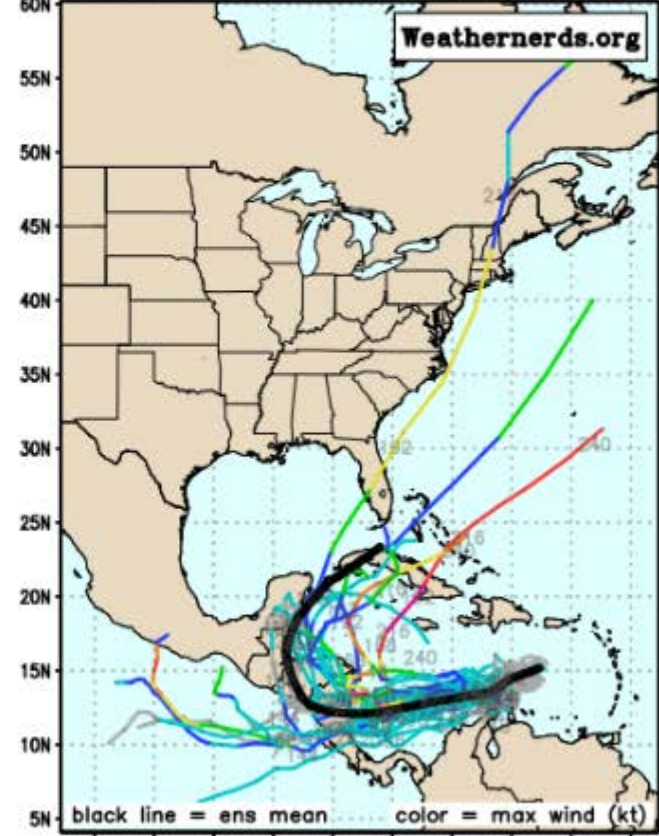 60N
Weathernerds.org
55N
50N
45N
40N
35N
30N
192
240
25N
20N
15N
240
10N
5N
black line = ens mean
color = max wind (kt)